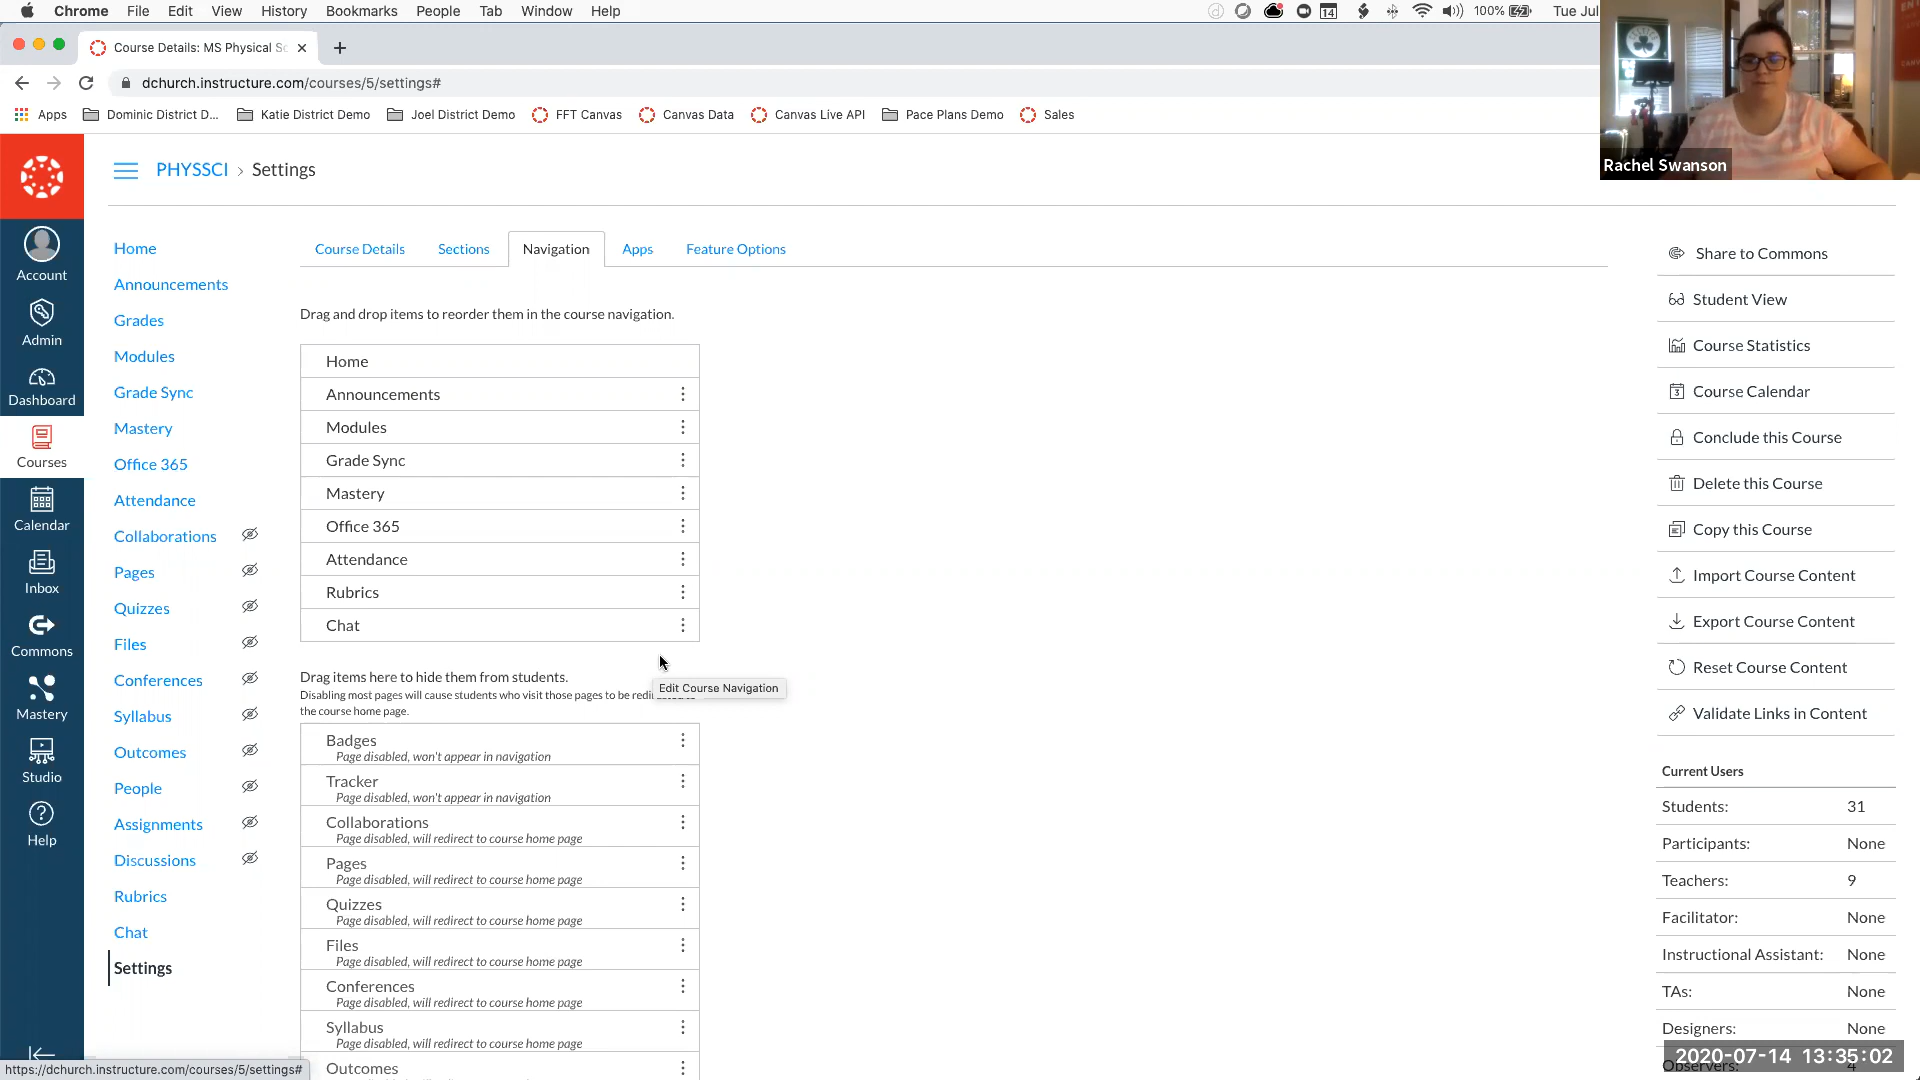 Chrome File Edit View History Bookmarks People Tab Window Help
14 100% Tue Jul
Course Details: MS Physical Sc
dchurch.instructure.com/courses/5/settings#
Apps Dominic District D... Katie District Demo Joel District Demo FFT Canvas Canvas Data Canvas Live API Pace Plans Demo Sales
Rachel Swanson
PHYSSCI > Settings
Account
Admin
Dashboard
Courses
Calendar
Inbox
Commons
Mastery
Studio
Help
Home
Announcements
Grades
Modules
Grade Sync
Mastery
Office 365
Attendance
Collaborations
Pages
Quizzes
Files
Conferences
Syllabus
Outcomes
People
Assignments
Discussions
Rubrics
Chat
Settings
Course Details Sections Navigation Apps Feature Options
Drag and drop items to reorder them in the course navigation.
Home
Announcements
Modules
Grade Sync
Mastery
Office 365
Attendance
Rubrics
Chat
Drag items here to hide them from students.
Disabling most pages will cause students who visit those pages to be
the course home page.
Edit Course Navigation
Badges
Page disabled, won't appear in navigation
Tracker
Page disabled, won't appear in navigation
Collaborations
Page disabled, will redirect to course home page
Pages
Page disabled, will redirect to course home page
Quizzes
Page disabled, will redirect to course home page
Files
Page disabled, will redirect to course home page
Conferences
Page disabled, will redirect to course home page
Syllabus
Page disabled, will redirect to course home page
Outcomes
Share to Commons
Student View
Course Statistics
Course Calendar
Conclude this Course
Delete this Course
Copy this Course
Import Course Content
Export Course Content
Reset Course Content
Validate Links in Content
Current Users
Students: 31
Participants: None
Teachers: 9
Facilitator: None
Instructional Assistant: None
TAs: None
Designers: None
Observers: 4
2020-07-14 13:35:02
https://dchurch.instructure.com/courses/5/settings#